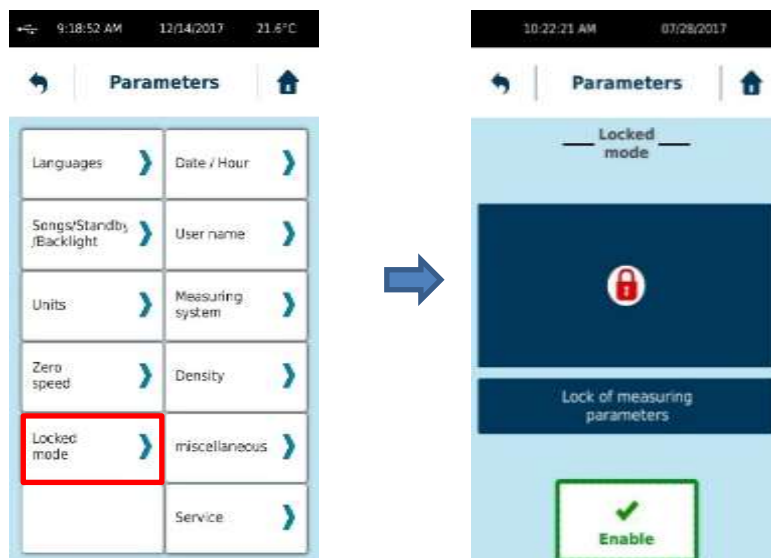 9:18:52 AM 12/14/2017 21.6°C
Parameters
Languages
Date / Hour
Songs/Standby
/Backlight
User name
Units
Measuring
system
Zero
speed
Density
Locked
mode
miscellaneous
Service
10:22:21 AM 07/28/2017
Parameters
Locked
mode
Lock of measuring
parameters
Enable